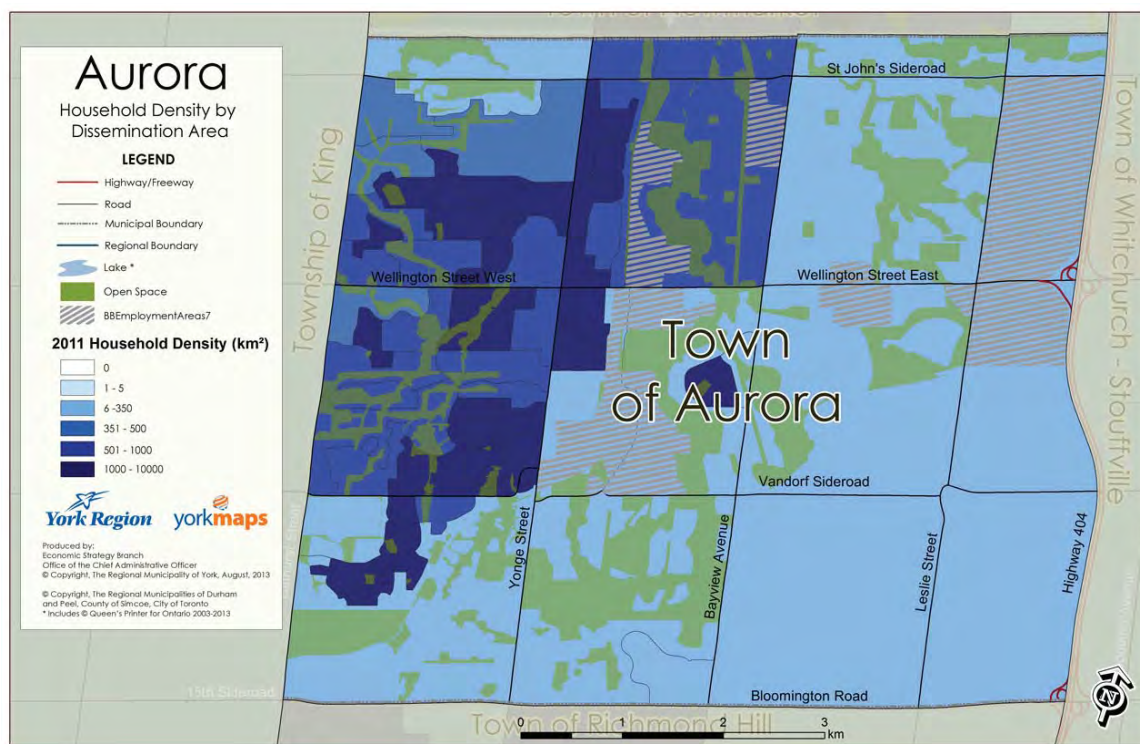 Aurora
Household Density by
Dissemination Area
LEGEND
Highway/Freeway
Road
Municipal Boundary
Regional Boundary
Lake *
Open Space
BBEmploymentAreas7
2011 Household Density (km²)
0
1 - 5
6 -350
351 - 500
501 - 1000
1000 - 10000
York Region
yorkmaps
Produced by:
Economic Strategy Branch
Office of the Chief Administrative Officer
© Copyright, The Regional Municipality of York, August, 2013
© Copyright, The Regional Municipalities of Durham
and Peel, County of Simcoe, City of Toronto
* Includes © Queen's Printer for Ontario 2003-2013
Township of King
St John's Sideroad
Town of Whitchurch - Stouffville
Wellington Street West
Wellington Street East
Town
of Aurora
Vandorf Sideroad
Yonge Street
Bayview Avenue
Leslie Street
Highway 404
15th Sideroad
Bloomington Road
Town of Richmond Hill
0
1
2
3
km
N